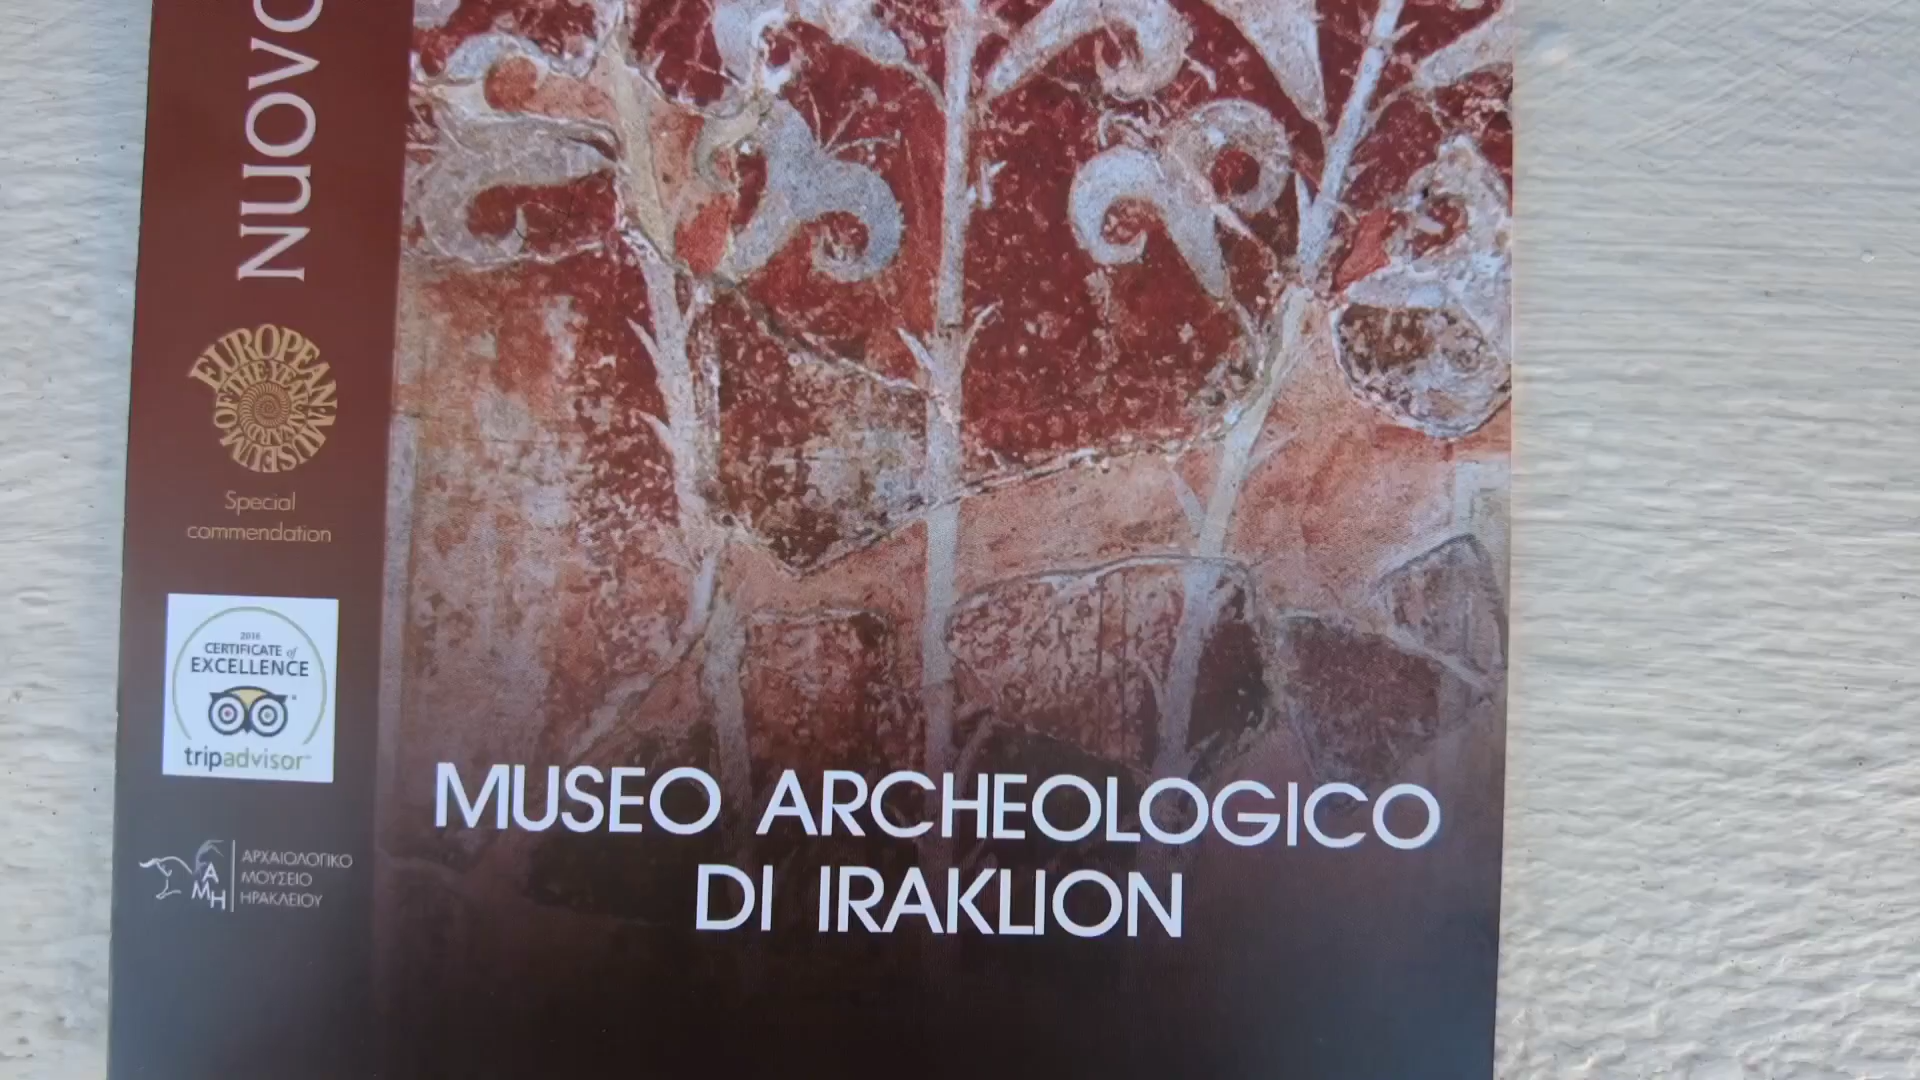 NUOVO
EUROPEAN MUSEUM
OF THE YEAR AWARD
Special
commendation
2016
CERTIFICATE of
EXCELLENCE
tripadvisor
ΑΜΗ
ΑΡΧΑΙΟΛΟΓΙΚΟ
ΜΟΥΣΕΙΟ
ΗΡΑΚΛΕΙΟΥ
MUSEO ARCHEOLOGICO
DI IRAKLION